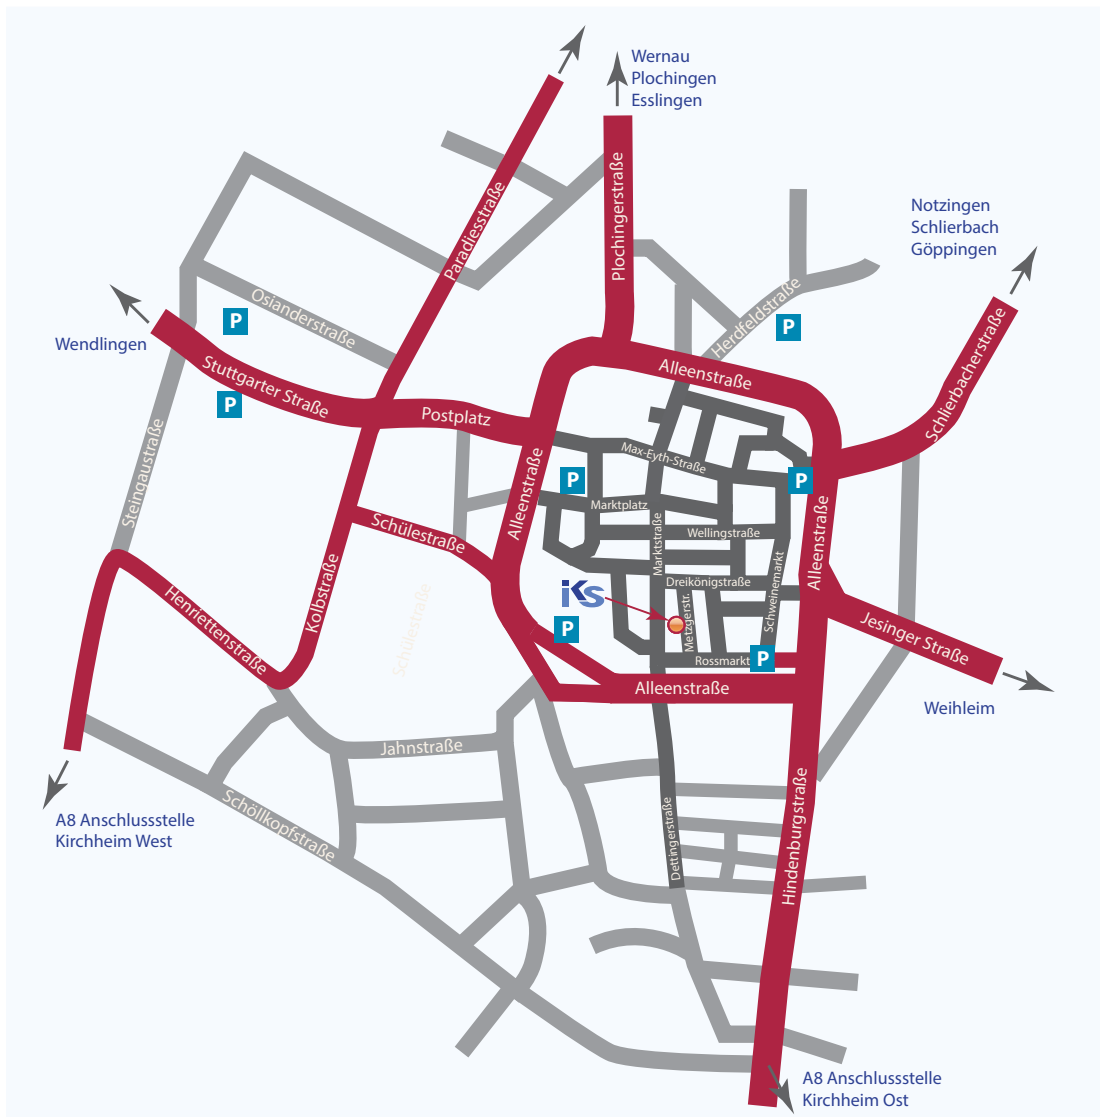 Wernau
Plochingen
Esslingen
Notzingen
Schlierbach
Göppingen
Paradiesstraße
Plochingerstraße
Osianderstraße
P
Herdfeldstraße
P
Wendlingen
Stuttgarter Straße
P
Postplatz
Alleenstraße
Schlierbacherstraße
Steingaustraße
Max-Eyth-Straße
P
P
Alleenstraße
Marktplatz
Schülestraße
Marktstraße
Wellingstraße
Alleenstraße
Dreikönigstraße
Schweinemarkt
iKs
Metzgerstr.
Henriettenstraße
Kolbstraße
Schülestraße
P
Rossmarkt
P
Jesinger Straße
Alleenstraße
Weihleim
Jahnstraße
Schöllkopfstraße
Dettingerstraße
Hindenburgstraße
A8 Anschlussstelle
Kirchheim West
A8 Anschlussstelle
Kirchheim Ost